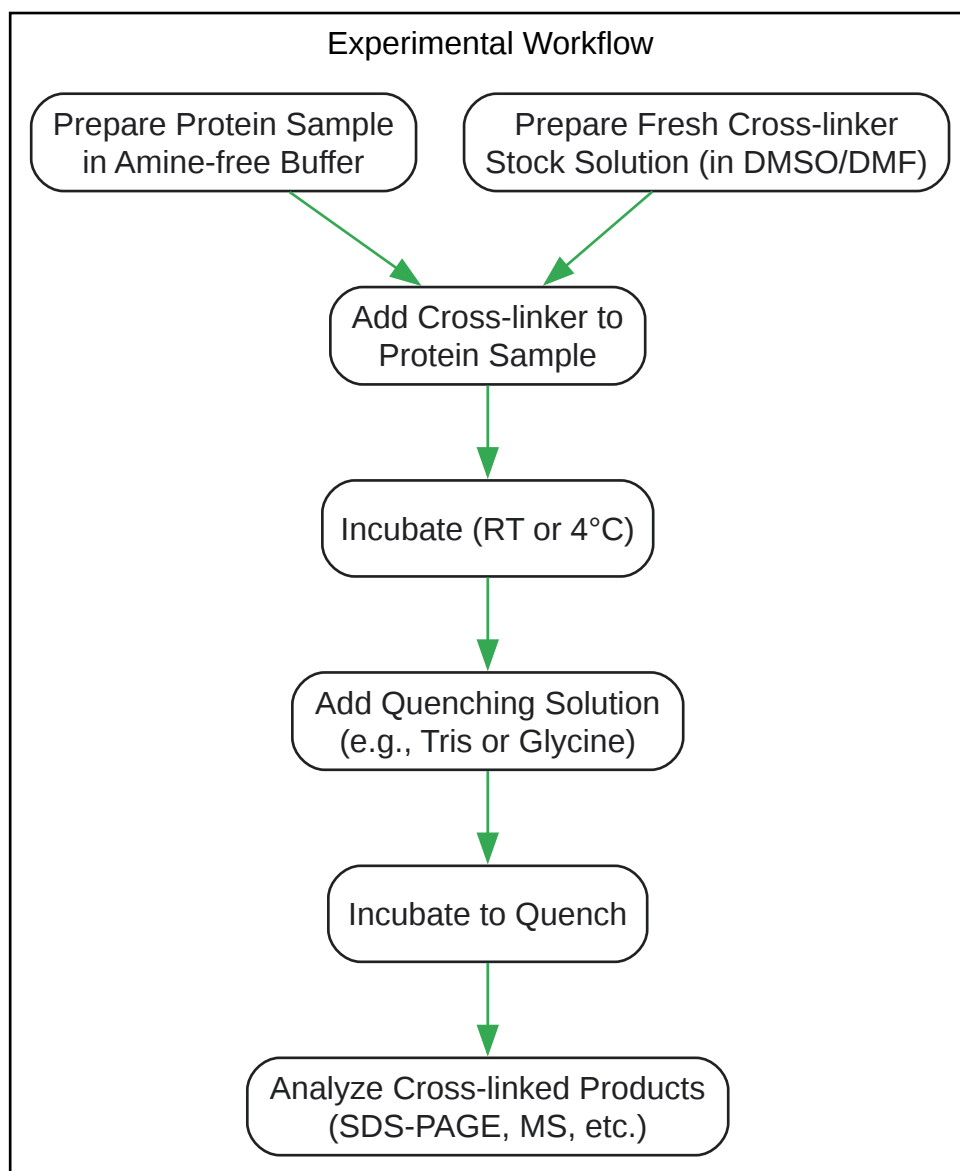 Experimental Workflow
Prepare Protein Sample
in Amine-free Buffer
Prepare Fresh Cross-linker
Stock Solution (in DMSO/DMF)
Add Cross-linker to
Protein Sample
Incubate (RT or 4°C)
Add Quenching Solution
(e.g., Tris or Glycine)
Incubate to Quench
Analyze Cross-linked Products
(SDS-PAGE, MS, etc.)